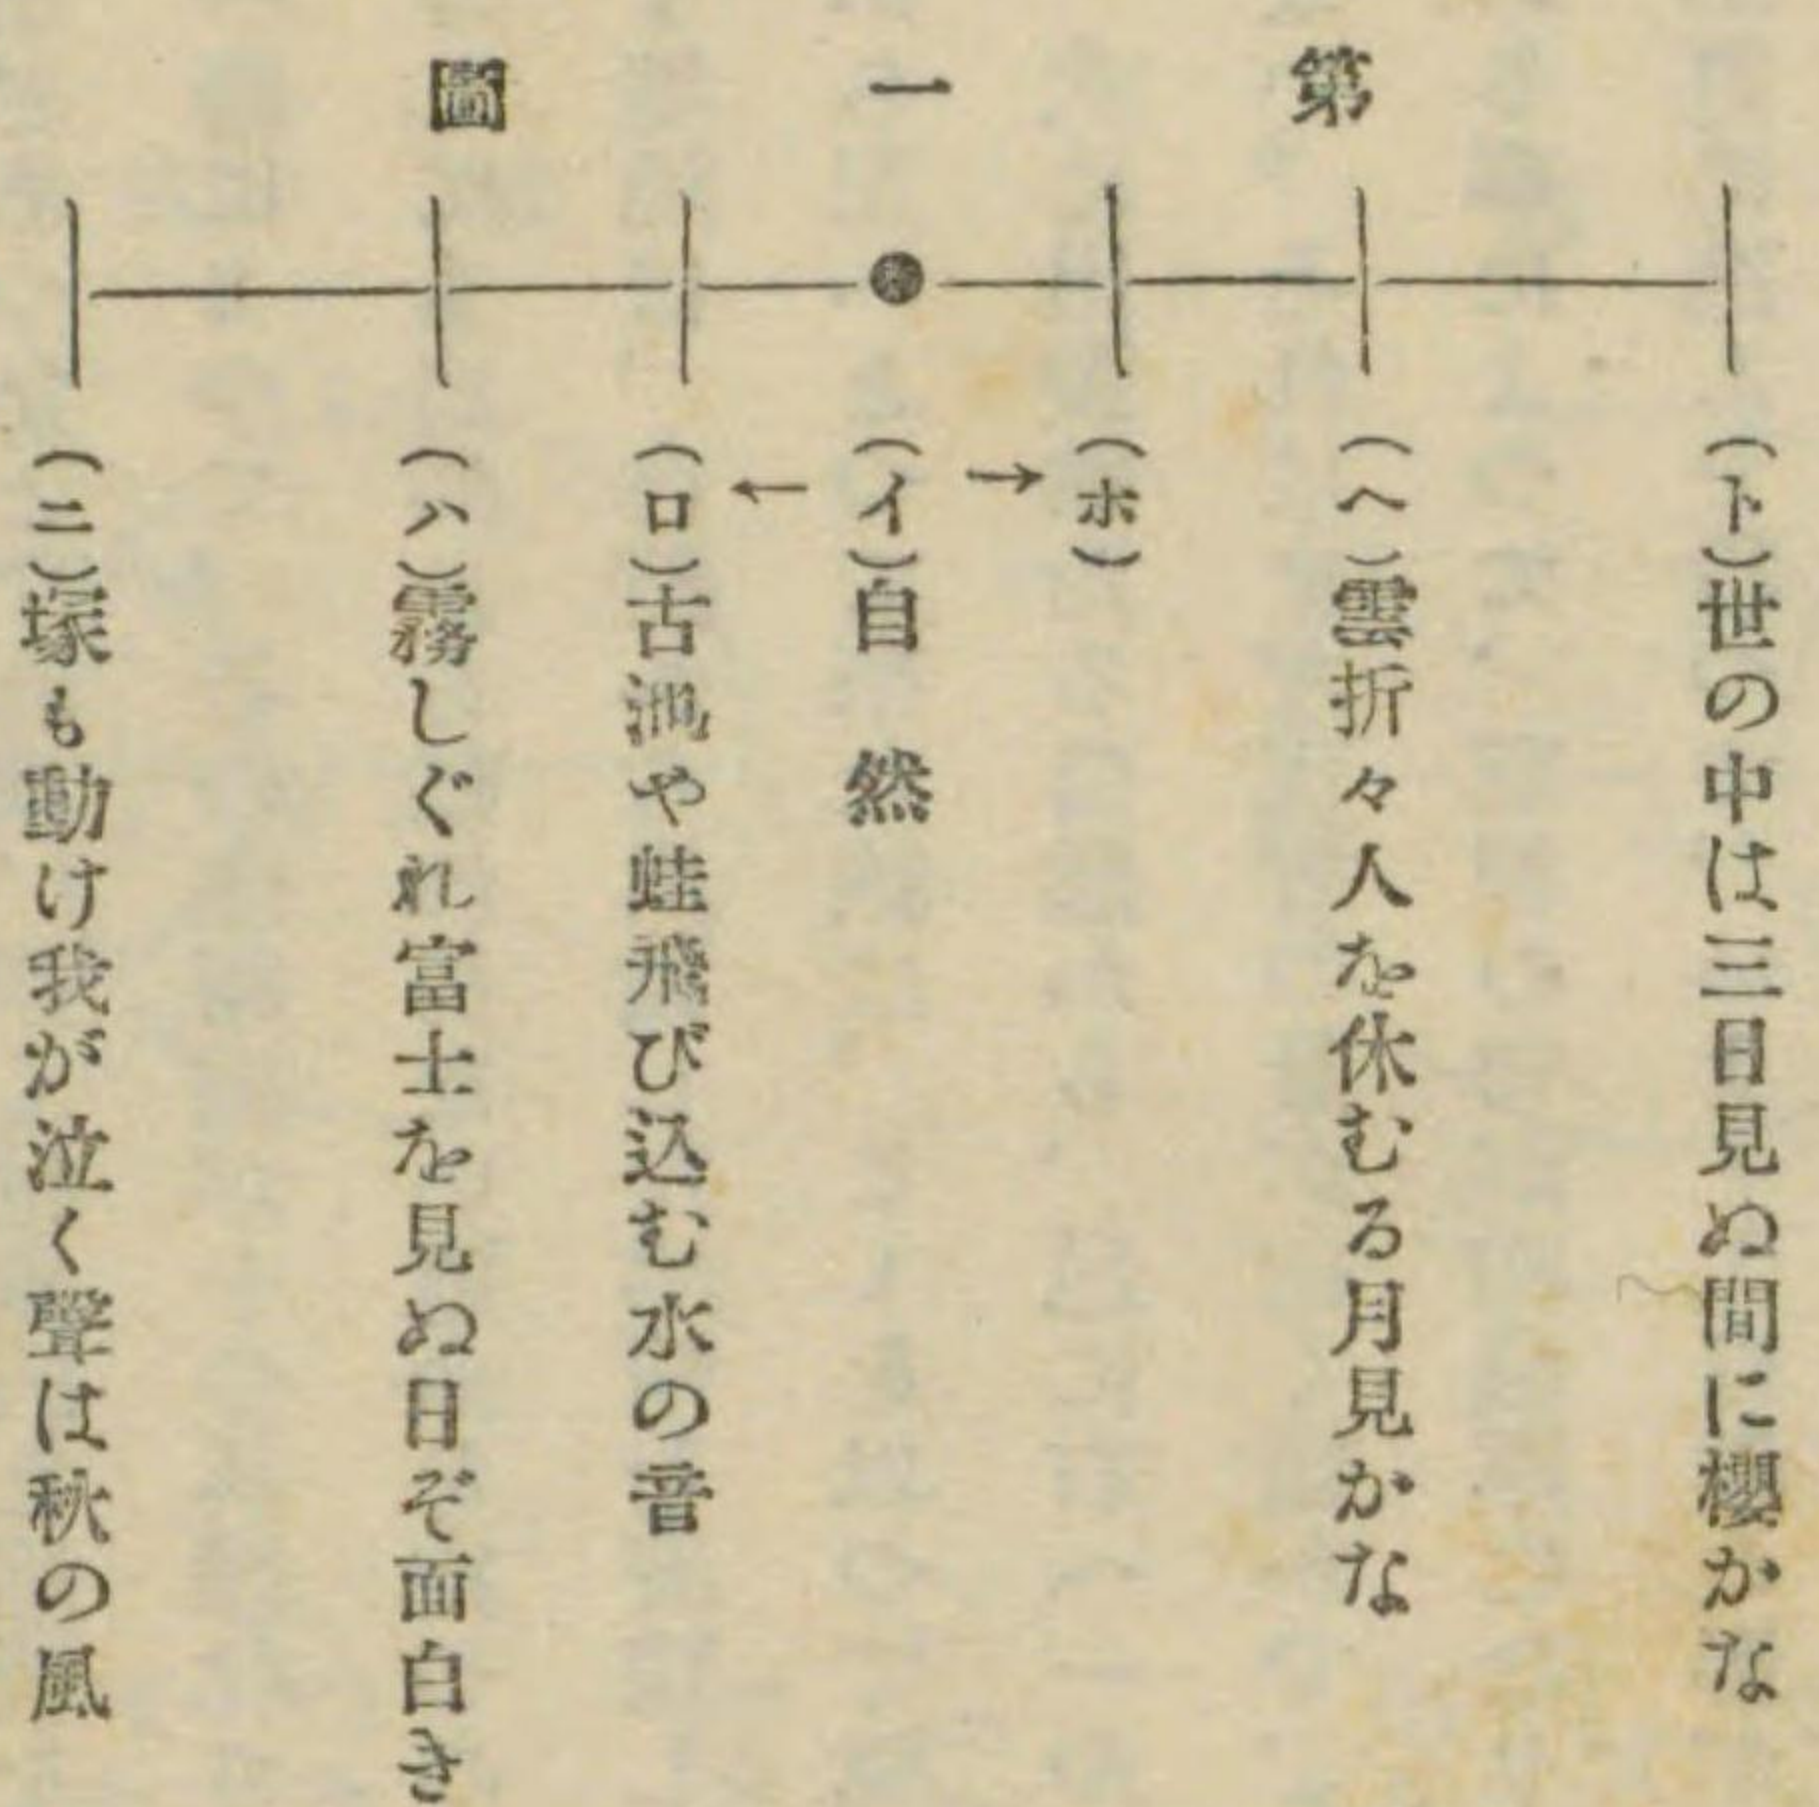 第一圖
(ト)世の中は三日見ぬ間に櫻かな
(ヘ)雲折々人を休むる月見かな
(ホ)
→
(イ)自然
←
(ロ)古池や蛙飛び込む水の音
(ハ)霧しぐれ富士を見ぬ日ぞ面白き
(ニ)塚も動け我が泣く聲は秋の風